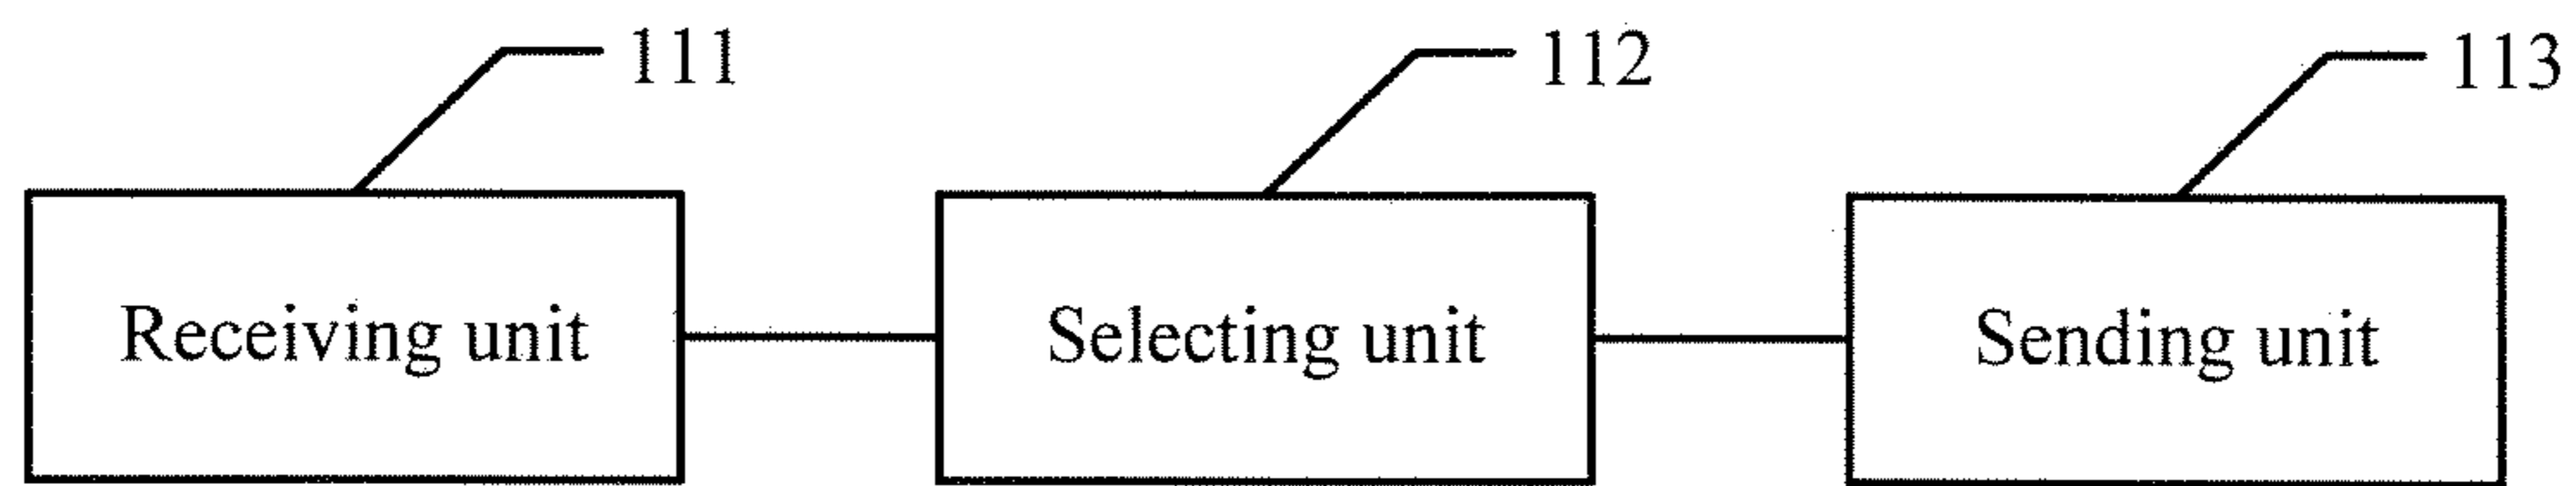 111 112 113
Receiving unit Selecting unit Sending unit